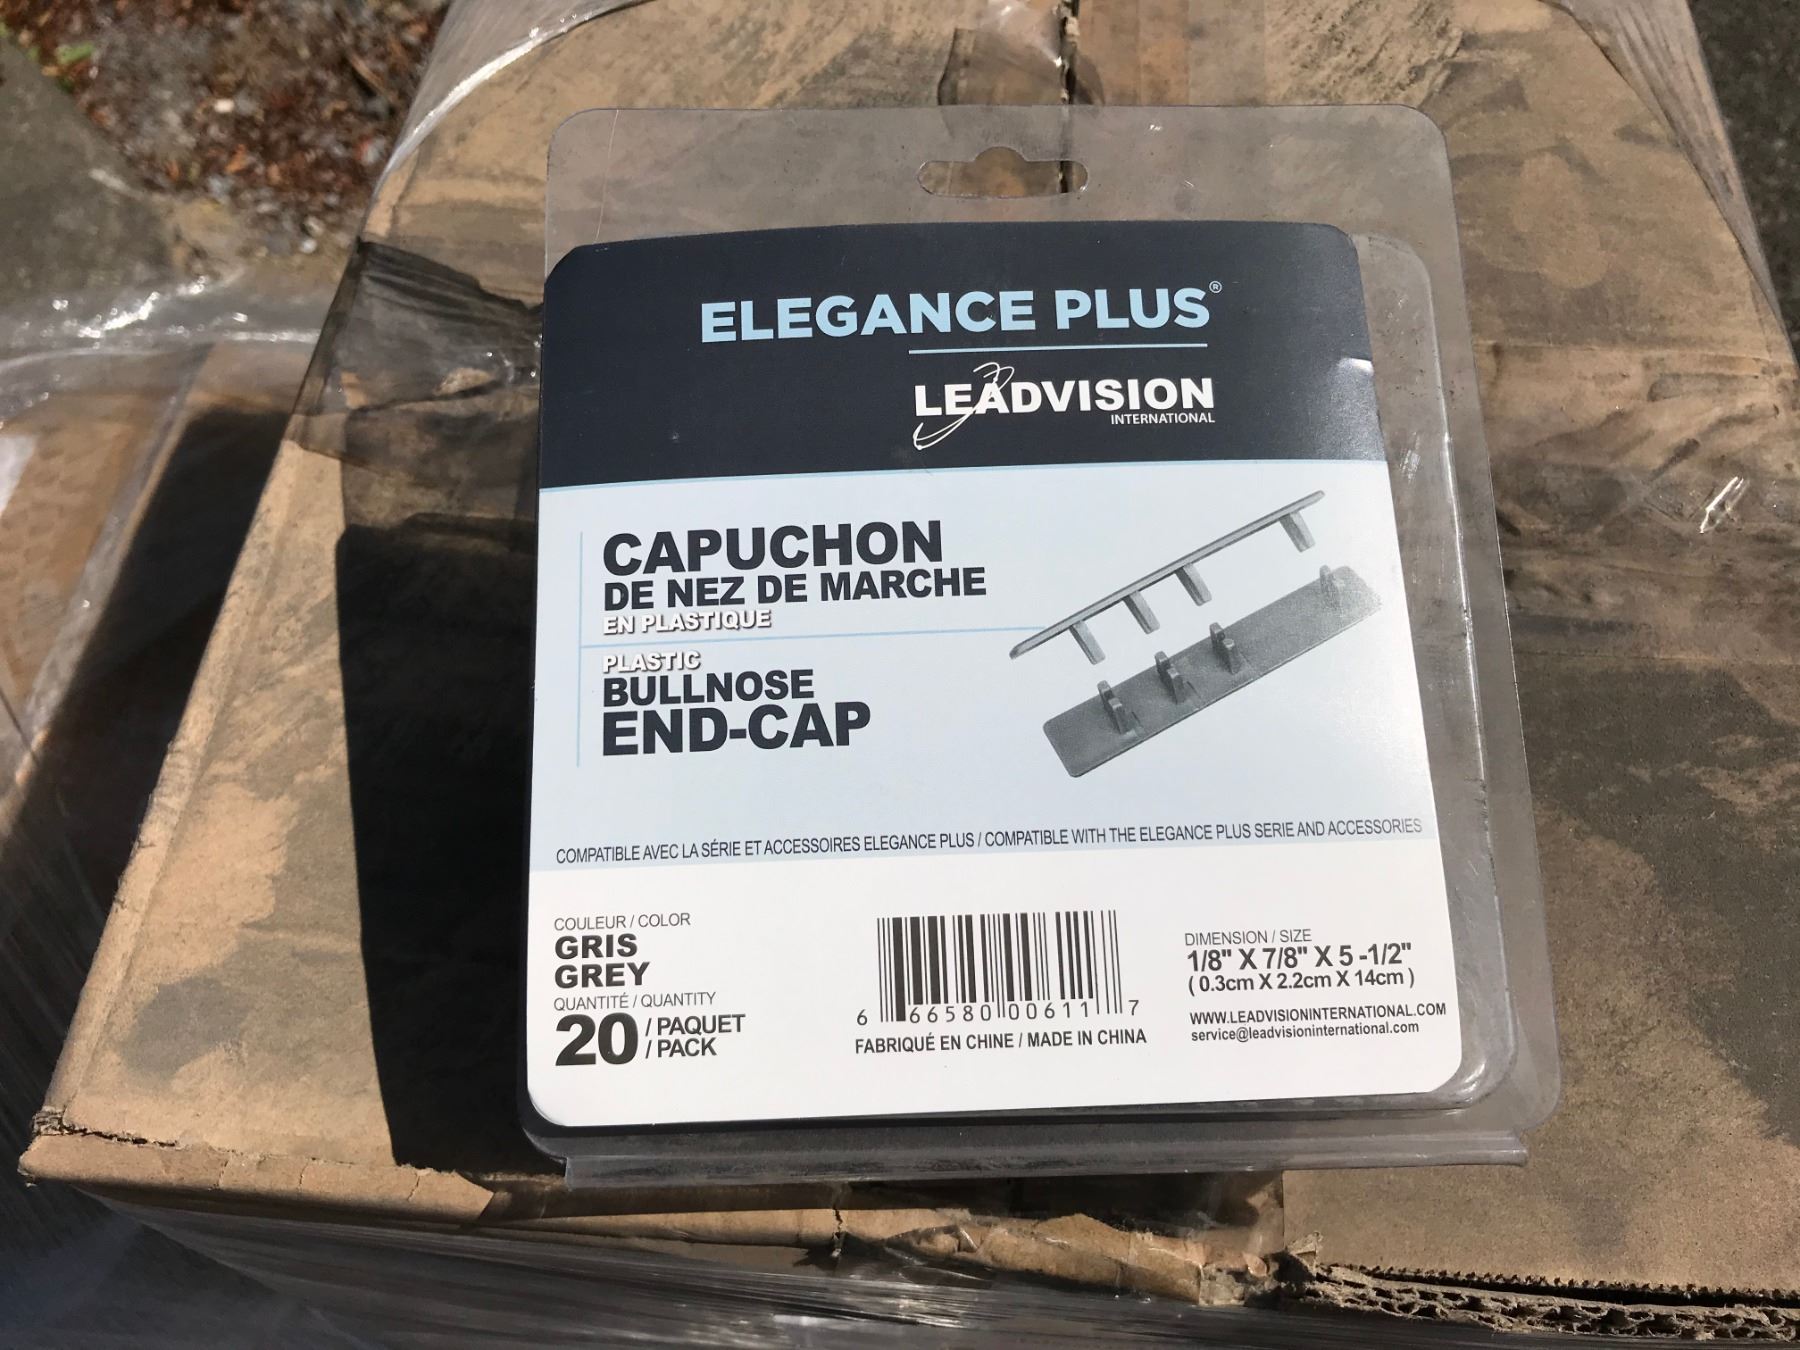 ELEGANCE PLUS®
LEADVISION
INTERNATIONAL
CAPUCHON
DE NEZ DE MARCHE
EN PLASTIQUE
PLASTIC
BULLNOSE
END-CAP
COMPATIBLE AVEC LA SÉRIE ET ACCESSOIRES ELEGANCE PLUS / COMPATIBLE WITH THE ELEGANCE PLUS SERIE AND ACCESSORIES
COULEUR / COLOR
GRIS
GREY
QUANTITÉ / QUANTITY
20 / PAQUET
/ PACK
6 66580 00611 7
FABRIQUÉ EN CHINE / MADE IN CHINA
DIMENSION / SIZE
1/8" X 7/8" X 5 -1/2"
( 0.3cm X 2.2cm X 14cm )
WWW.LEADVISIONINTERNATIONAL.COM
service@leadvisioninternational.com